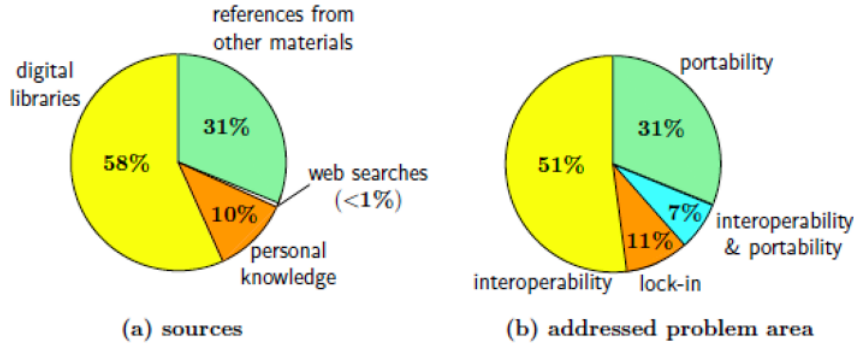 references from
other materials
digital
libraries
31%
58%
web searches
(<1%)
10%
personal
knowledge
(a) sources
portability
31%
51%
7%
interoperability
& portability
11%
interoperability
lock-in
(b) addressed problem area